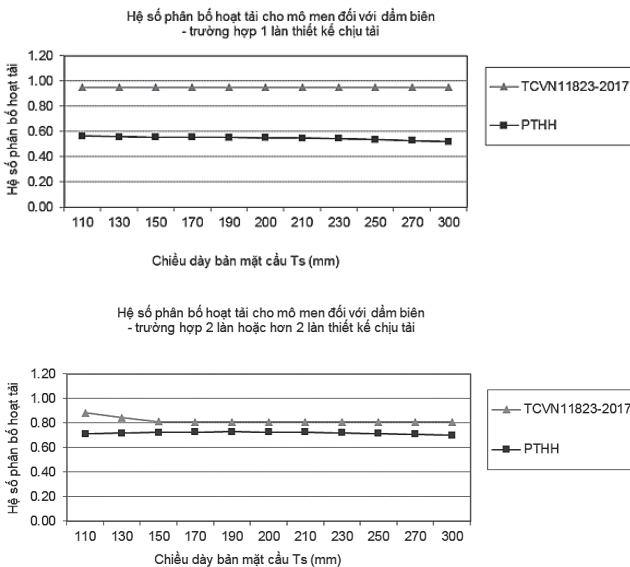 Hệ số phân bố hoạt tải cho mô men đối với dầm biên
- trường hợp 1 làn thiết kế chịu tải
Hệ số phân bố hoạt tải
1.20
1.00
0.80
0.60
0.40
0.20
0.00
110 130 150 170 190 200 210 230 250 270 300
Chiều dày bản mặt cầu Ts (mm)
TCVN11823-2017
PTHH
Hệ số phân bố hoạt tải cho mô men đối với dầm biên
- trường hợp 2 làn hoặc hơn 2 làn thiết kế chịu tải
Hệ số phân bố hoạt tải
1.20
1.00
0.80
0.60
0.40
0.20
0.00
110 130 150 170 190 200 210 230 250 270 300
Chiều dày bản mặt cầu Ts (mm)
TCVN11823-2017
PTHH